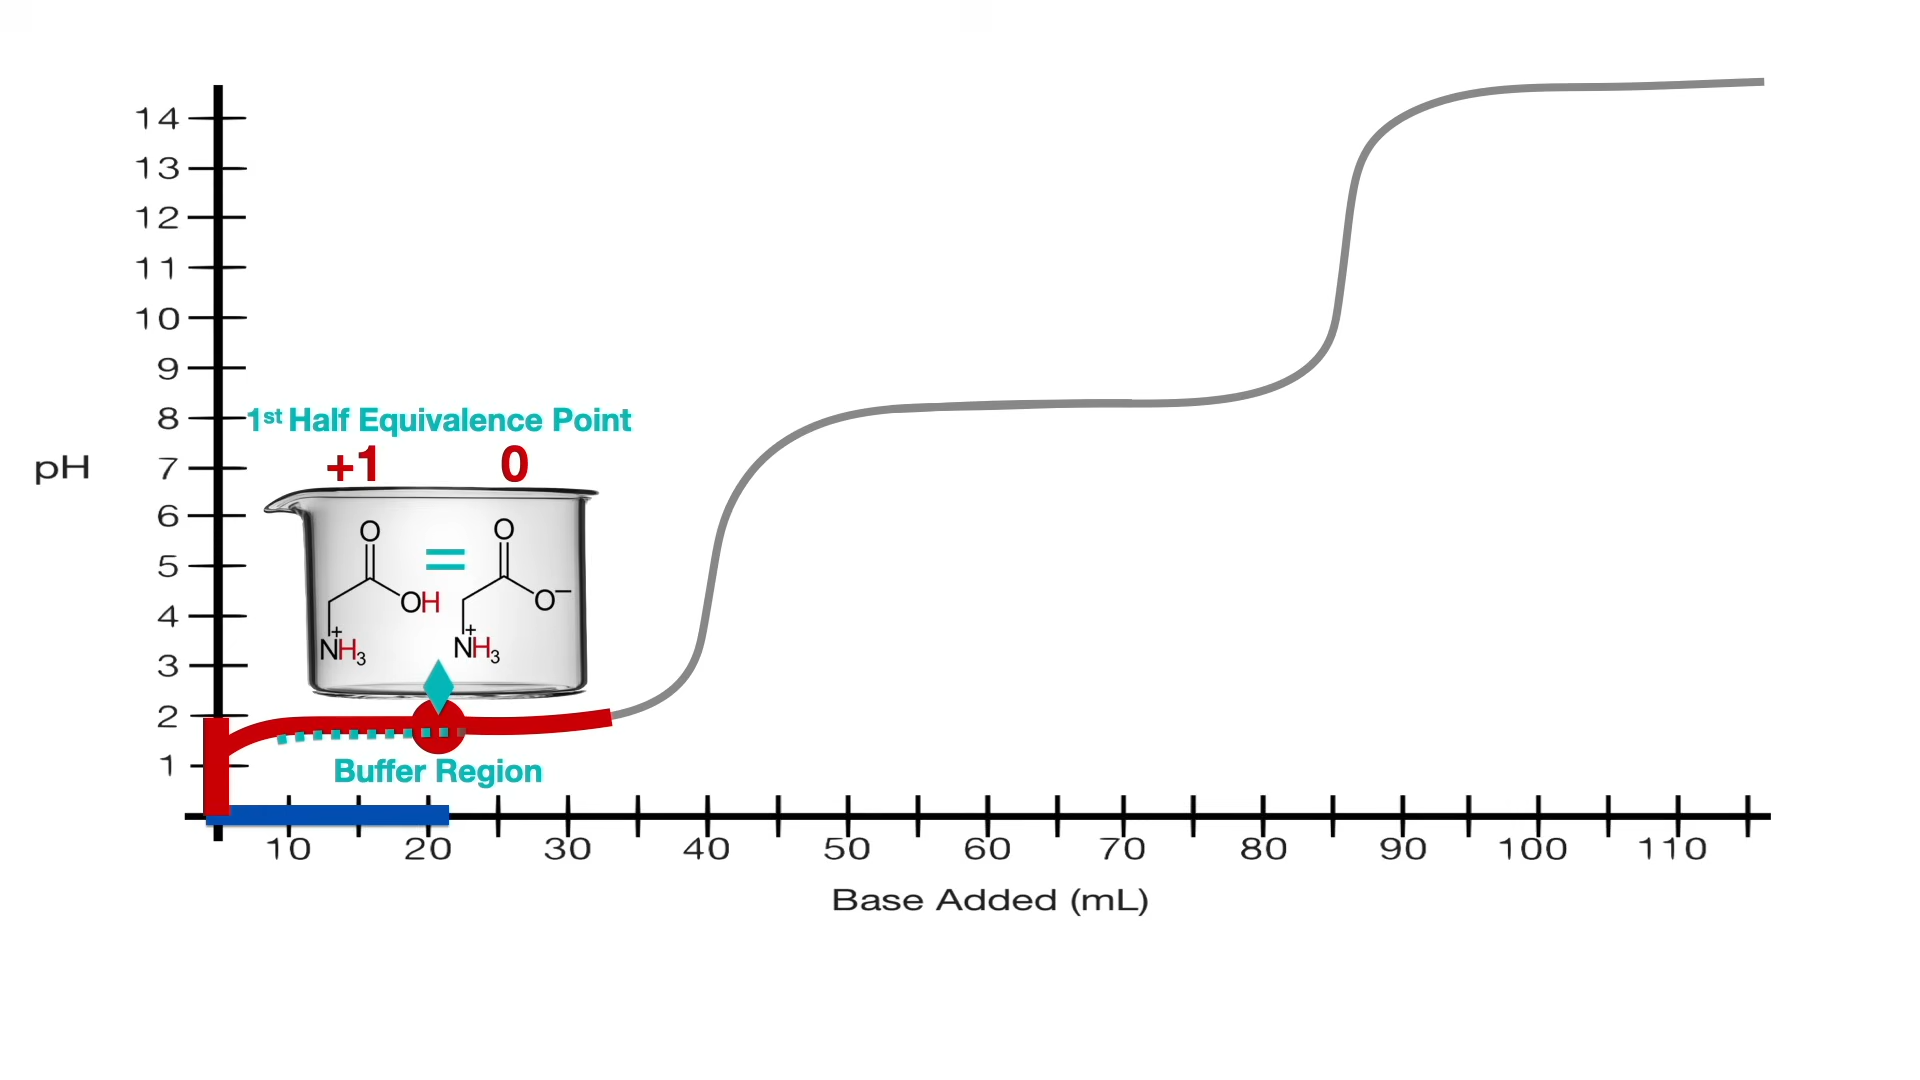 14
13
12
11
10
9
8
1st Half Equivalence Point
+1 0
pH
7
6
5
4
3
2
1
O O
=
OH O−
+ +
NH3 NH3
Buffer Region
10 20 30 40 50 60 70 80 90 100 110
Base Added (mL)